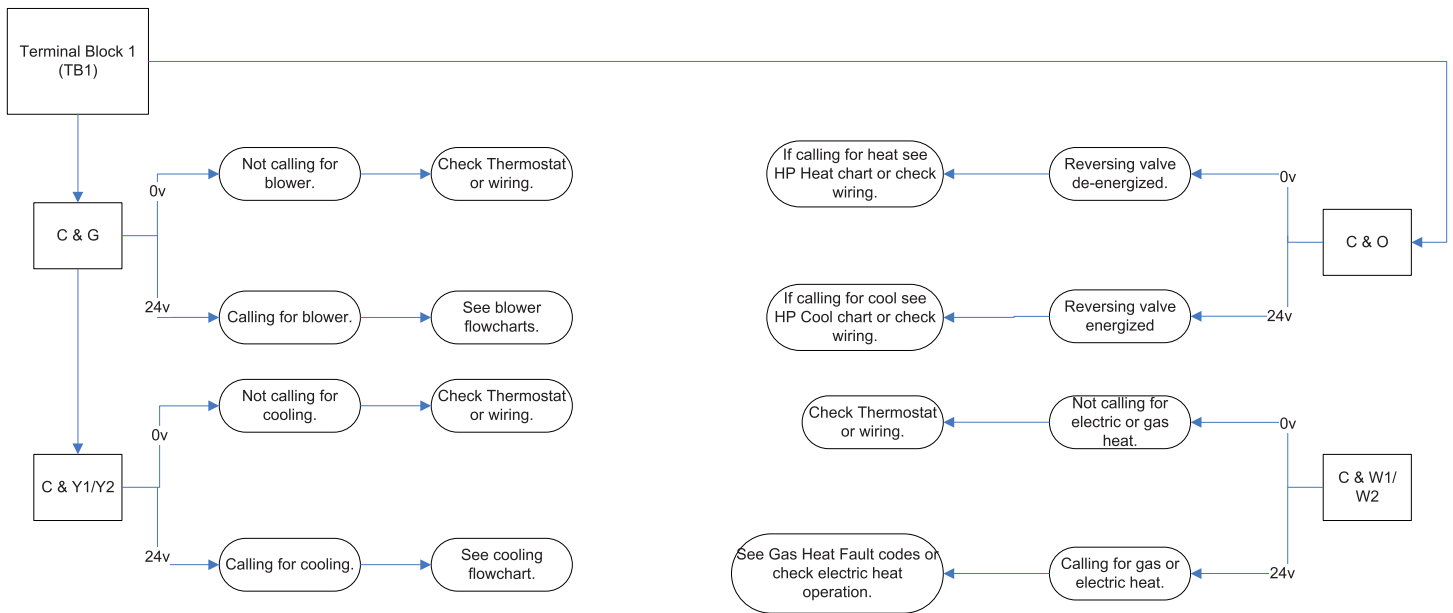 Terminal Block 1
(TB1)
C & G
0v
Not calling for
blower.
Check Thermostat
or wiring.
24v
Calling for blower.
See blower
flowcharts.
C & Y1/Y2
0v
Not calling for
cooling.
Check Thermostat
or wiring.
24v
Calling for cooling.
See cooling
flowchart.
C & O
0v
Reversing valve
de-energized.
If calling for heat see
HP Heat chart or check
wiring.
24v
Reversing valve
energized
If calling for cool see
HP Cool chart or check
wiring.
C & W1/
W2
0v
Not calling for
electric or gas
heat.
Check Thermostat
or wiring.
24v
Calling for gas or
electric heat.
See Gas Heat Fault codes or
check electric heat
operation.